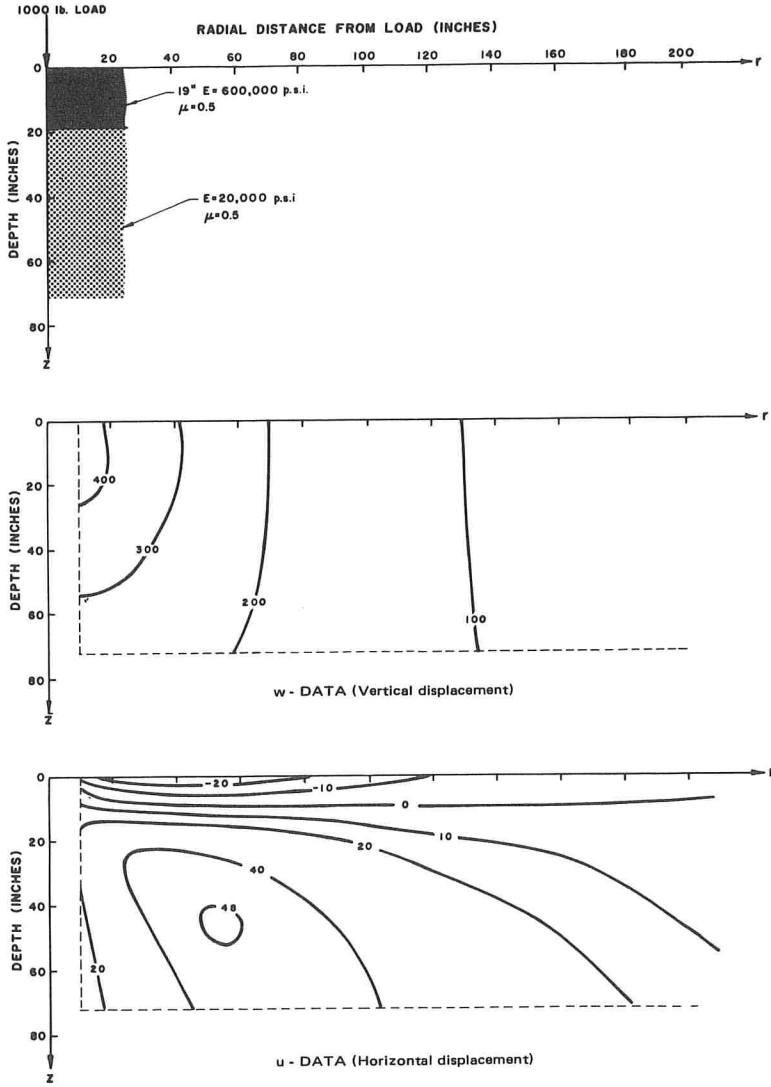 1000 lb. LOAD
RADIAL DISTANCE FROM LOAD (INCHES)
20 40 60 80 100 120 140 160 180 200
r
0
20
40
60
80
DEPTH (INCHES)
z
19" E=600,000 p.s.i.
μ=0.5
E=20,000 p.s.i
μ=0.5
r
0
20
40
60
80
DEPTH (INCHES)
z
400
300
200
100
w - DATA (Vertical displacement)
0
20
40
60
80
DEPTH (INCHES)
z
-20
-10
0
10
20
40
48
20
u - DATA (Horizontal displacement)